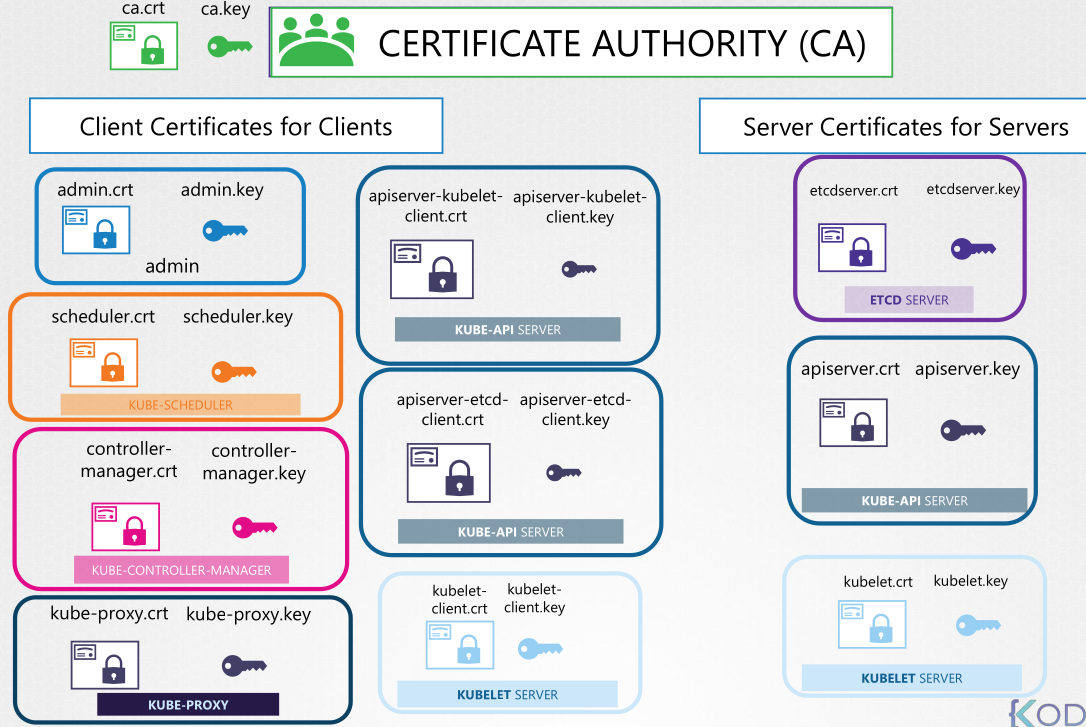 ca.crt
ca.key
CERTIFICATE AUTHORITY (CA)
Client Certificates for Clients
Server Certificates for Servers
admin.crt
admin.key
admin
scheduler.crt
scheduler.key
KUBE-SCHEDULER
controller-
manager.crt
controller-
manager.key
KUBE-CONTROLLER-MANAGER
kube-proxy.crt
kube-proxy.key
KUBE-PROXY
apiserver-kubelet-
client.crt
apiserver-kubelet-
client.key
KUBE-API SERVER
apiserver-etcd-
client.crt
apiserver-etcd-
client.key
KUBE-API SERVER
kubelet-
client.crt
kubelet-
client.key
KUBELET SERVER
etcdserver.crt
etcdserver.key
ETCD SERVER
apiserver.crt
apiserver.key
KUBE-API SERVER
kubelet.crt
kubelet.key
KUBELET SERVER